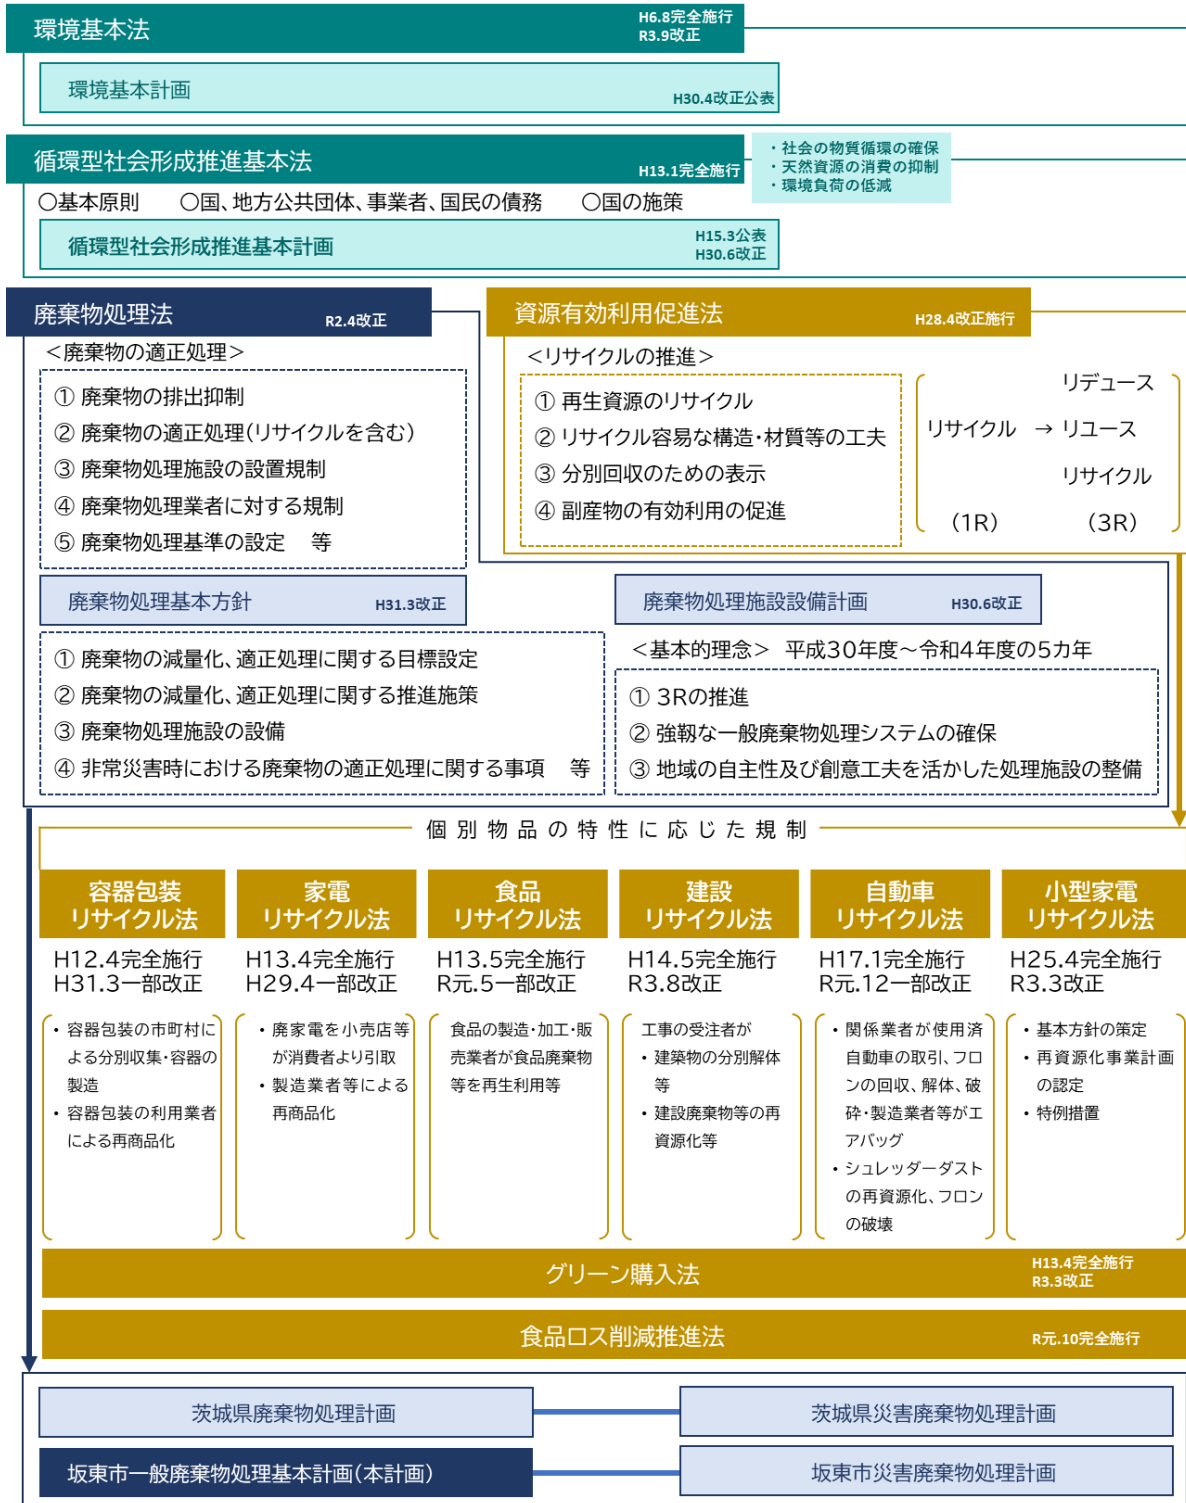 環境基本法
H6.8完全施行
R3.9改正
環境基本計画
H30.4改正公表
循環型社会形成推進基本法
H13.1完全施行
・社会の物質循環の確保
・天然資源の消費の抑制
・環境負荷の低減
○基本原則　○国、地方公共団体、事業者、国民の債務　○国の施策
循環型社会形成推進基本計画
H15.3公表
H30.6改正
廃棄物処理法
R2.4改正
＜廃棄物の適正処理＞
① 廃棄物の排出抑制
② 廃棄物の適正処理（リサイクルを含む）
③ 廃棄物処理施設の設置規制
④ 廃棄物処理業者に対する規制
⑤ 廃棄物処理基準の設定　等
資源有効利用促進法
H28.4改正施行
＜リサイクルの推進＞
① 再生資源のリサイクル
② リサイクル容易な構造・材質等の工夫
③ 分別回収のための表示
④ 副産物の有効利用の促進
リデュース
リサイクル　→ リユース
リサイクル
（1R）　（3R）
廃棄物処理基本方針
H31.3改正
① 廃棄物の減量化、適正処理に関する目標設定
② 廃棄物の減量化、適正処理に関する推進施策
③ 廃棄物処理施設の設備
④ 非常災害時における廃棄物の適正処理に関する事項　等
廃棄物処理施設設備計画
H30.6改正
＜基本的理念＞ 平成30年度～令和4年度の5カ年
① 3Rの推進
② 強靱な一般廃棄物処理システムの確保
③ 地域の自主性及び創意工夫を活かした処理施設の整備
個別物品の特性に応じた規制
容器包装
リサイクル法
H12.4完全施行
H31.3一部改正
・容器包装の市町村に
よる分別収集・容器の
製造
・容器包装の利用業者
による再商品化
家電
リサイクル法
H13.4完全施行
H29.4一部改正
・廃家電を小売店等
が消費者より引取
・製造業者等による
再商品化
食品
リサイクル法
H13.5完全施行
R元.5一部改正
食品の製造・加工・販
売業者が食品廃棄物
等を再生利用等
建設
リサイクル法
H14.5完全施行
R3.8改正
工事の受注者が
・建築物の分別解体
等
・建設廃棄物等の再
資源化等
自動車
リサイクル法
H17.1完全施行
R元.12一部改正
・関係業者が使用済
自動車の取引、フロ
ンの回収、解体、破
砕・製造業者等がエ
アバッグ
・シュレッダーダスト
の再資源化、フロン
の破壊
小型家電
リサイクル法
H25.4完全施行
R3.3改正
・基本方針の策定
・再資源化事業計画
の認定
・特例措置
グリーン購入法
H13.4完全施行
R3.3改正
食品ロス削減推進法
R元.10完全施行
茨城県廃棄物処理計画
茨城県災害廃棄物処理計画
坂東市一般廃棄物処理基本計画（本計画）
坂東市災害廃棄物処理計画